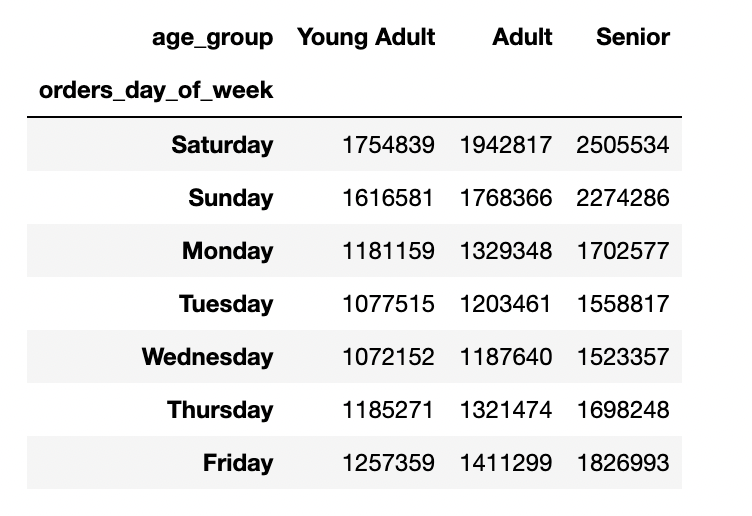 age_group Young Adult Adult Senior
orders_day_of_week
Saturday 1754839 1942817 2505534
Sunday 1616581 1768366 2274286
Monday 1181159 1329348 1702577
Tuesday 1077515 1203461 1558817
Wednesday 1072152 1187640 1523357
Thursday 1185271 1321474 1698248
Friday 1257359 1411299 1826993